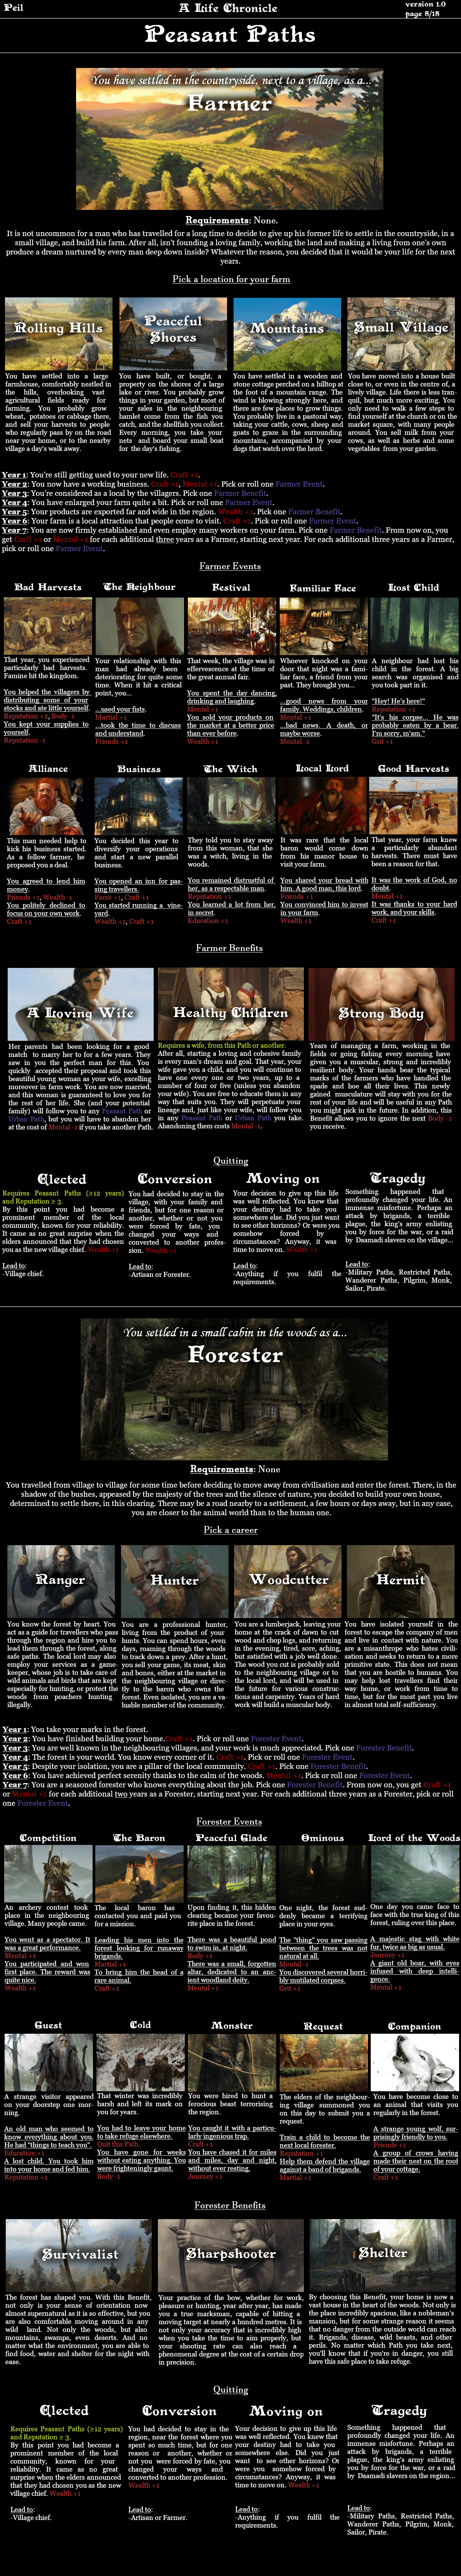 Peil
A Life Chronicle
version 1.0
page 8/18
Peasant Paths
You have settled in the countryside, next to a village, as a...
Farmer
Requirements: None.
It is not uncommon for a man who has travelled for a long time to decide to give up his former life to settle in the countryside, in a
small village, and build his farm. After all, isn't founding a loving family, working the land and making a living from one's own
produce a dream nurtured by every man deep down inside? Whatever the reason, you decided that it would be your life for the next
years.
Pick a location for your farm
Rolling Hills
You have settled into a large
farmhouse, comfortably nestled in
the hills, overlooking vast
agricultural fields ready for
farming. You probably grow
wheat, potatoes or cabbage there,
and sell your harvests to people
who regularly pass by on the road
near your home, or to the nearby
village a day's walk away.
Peaceful
Shores
You have built, or bought, a
property on the shores of a large
lake or river. You probably grow
things in your garden, but most of
your sales in the neighbouring
hamlet come from the fish you
catch, and the shellfish you collect.
Every morning, you take your
nets and board your small boat
for the day's fishing.
Mountains
You have settled in a wooden and
stone cottage perched on a hilltop at
the foot of a mountain range. The
wind is blowing strongly here, and
there are few places to grow things.
You probably live in a pastoral way,
taking your cattle, cows, sheep and
goats to graze in the surrounding
mountains, accompanied by your
dogs that watch over the herd.
Small Village
You have moved into a house built
close to, or even in the centre of, a
lively village. Life there is less tran-
quil, but much more exciting. You
only need to walk a few steps to
find yourself at the church or on the
market square, with many people
around. You sell milk from your
cows, as well as herbs and some
vegetables from your garden.
Year 1: You're still getting used to your new life. Craft +1.
Year 2: You now have a working business. Craft +1, Mental +1. Pick or roll one Farmer Event.
Year 3: You're considered as a local by the villagers. Pick one Farmer Benefit.
Year 4: You have enlarged your farm quite a bit. Pick or roll one Farmer Event.
Year 5: Your products are exported far and wide in the region. Wealth +1. Pick one Farmer Benefit.
Year 6: Your farm is a local attraction that people come to visit. Craft +1. Pick or roll one Farmer Event.
Year 7: You are now firmly established and even employ many workers on your farm. Pick one Farmer Benefit. From now on, you
get Craft +1 or Mental +1 for each additional three years as a Farmer, starting next year. For each additional three years as a Farmer,
pick or roll one Farmer Event.
Farmer Events
Bad Harvests
That year, you experienced
particularly bad harvests.
Famine hit the kingdom.
You helped the villagers by
distributing some of your
stocks and ate little yourself.
Reputation +2, Body -1
You kept your supplies to
yourself.
Reputation -1
The Neighbour
Your relationship with this
man had already been
deteriorating for quite some
time. When it hit a critical
point, you...
...used your fists.
Martial +1
...took the time to discuss
and understand.
Friends +1
Festival
That week, the village was in
effervescence at the time of
the great annual fair.
You spent the day dancing,
drinking and laughing.
Mental +1
You sold your products on
the market at a better price
than ever before.
Wealth +1
Familiar Face
Whoever knocked on your
door that night was a fami-
liar face, a friend from your
past. They brought you...
...good news from your
family. Weddings, children.
Mental +1
...bad news. A death, or
maybe worse.
Mental -1
Lost Child
A neighbour had lost his
child in the forest. A big
search was organised and
you took part in it.
"Hey! He's here!"
Reputation +1
"It's his corpse... He was
probably eaten by a bear.
I'm sorry, m'am."
Grit +1
Alliance
This man needed help to
kick his business started.
As a fellow farmer, he
proposed you a deal.
You agreed to lend him
money.
Friends +1, Wealth -1
You politely declined to
focus on your own work.
Craft +1
Business
You decided this year to
diversify your operations
and start a new parallel
business.
You opened an inn for pas-
sing travellers.
Fame +1, Craft +1
You started running a vine-
yard.
Wealth +1, Craft +1
The Witch
They told you to stay away
from this woman, that she
was a witch, living in the
woods.
You remained distrustful of
her, as a respectable man.
Reputation +1
You learned a lot from her,
in secret.
Education +1
Local Lord
It was rare that the local
baron would come down
from his manor house to
visit your farm.
You shared your bread with
him. A good man, this lord.
Friends +1
You convinced him to invest
in your farm.
Wealth +1
Good Harvests
That year, your farm knew
a particularly abundant
harvests. There must have
been a reason for that.
It was the work of God, no
doubt.
Mental +1
It was thanks to your hard
work, and your skills.
Craft +1
Farmer Benefits
A Loving Wife
Her parents had been looking for a good
match to marry her to for a few years. They
saw in you the perfect man for this. You
quickly accepted their proposal and took this
beautiful young woman as your wife, excelling
moreover in farm work. You are now married,
and this woman is guaranteed to love you for
the rest of her life. She (and your potential
family) will follow you to any Peasant Path or
Urban Path, but you will have to abandon her
at the cost of Mental -1 if you take another Path.
Healthy Children
Requires a wife, from this Path or another.
After all, starting a loving and cohesive family
is every man's dream and goal. That year, your
wife gave you a child, and you will continue to
have one every one or two years, up to a
number of four or five (unless you abandon
your wife). You are free to educate them in any
way that suits you. They will perpetuate your
lineage and, just like your wife, will follow you
in any Peasant Path or Urban Path you take.
Abandoning them costs Mental -1.
Strong Body
Years of managing a farm, working in the
fields or going fishing every morning have
given you a muscular, strong and incredibly
resilient body. Your hands bear the typical
marks of the farmers who have handled the
spade and hoe all their lives. This newly
gained musculature will stay with you for the
rest of your life and will be useful in any Path
you might pick in the future. In addition, this
Benefit allows you to ignore the next Body -1
you receive.
Quitting
Elected
Requires Peasant Paths (≥12 years)
and Reputation ≥ 3.
By this point you had become a
prominent member of the local
community, known for your reliability.
It came as no great surprise when the
elders announced that they had chosen
you as the new village chief. Wealth +1
Lead to:
-Village chief.
Conversion
You had decided to stay in the
village, with your family and
friends, but for one reason or
another, whether or not you
were forced by fate, you
changed your ways and
converted to another profes-
sion. Wealth +1
Lead to:
-Artisan or Forester.
Moving on
Your decision to give up this life
was well reflected. You knew that
your destiny had to take you
somewhere else. Did you just want
to see other horizons? Or were you
somehow forced by
circumstances? Anyway, it was
time to move on. Wealth +1
Lead to:
-Anything if you fulfil the
requirements.
Tragedy
Something happened that
profoundly changed your life. An
immense misfortune. Perhaps an
attack by brigands, a terrible
plague, the king's army enlisting
you by force for the war, or a raid
by Daamadi slavers on the village...
Lead to:
-Military Paths, Restricted Paths,
Wanderer Paths, Pilgrim, Monk,
Sailor, Pirate.
You settled in a small cabin in the woods as a...
Forester
Requirements: None
You travelled from village to village for some time before deciding to move away from civilisation and enter the forest. There, in the
shadow of the bushes, appeased by the majesty of the trees and the silence of nature, you decided to build your own house,
determined to settle there, in this clearing. There may be a road nearby to a settlement, a few hours or days away, but in any case,
you are closer to the animal world than to the human one.
Pick a career
Ranger
You know the forest by heart. You
act as a guide for travellers who pass
through the region and hire you to
lead them through the forest, along
safe paths. The local lord may also
employ your services as a game-
keeper, whose job is to take care of
wild animals and birds that are kept
especially for hunting, or protect the
woods from poachers hunting
illegally.
Hunter
You are a professional hunter,
living from the product of your
hunts. You can spend hours, even
days, roaming through the woods
to track down a prey. After a hunt,
you sell your game, its meat, skin
and bones, either at the market in
the neighbouring village or direc-
tly to the baron who owns the
forest. Even isolated, you are a va-
luable member of the community.
Woodcutter
You are a lumberjack, leaving your
home at the crack of dawn to cut
wood and chop logs, and returning
in the evening, tired, sore, aching,
but satisfied with a job well done.
The wood you cut is probably sold
to the neighbouring village or to
the local lord, and will be used in
the future for various construc-
tions and carpentry. Years of hard
work will build a muscular body.
Hermit
You have isolated yourself in the
forest to escape the company of men
and live in contact with nature. You
are a misanthrope who hates civili-
sation and seeks to return to a more
primitive state. This does not mean
that you are hostile to humans. You
may help lost travellers from time to
time, or work for them from time to
time, but for the most part you live
in almost total self-sufficiency.
Year 1: You take your marks in the forest.
Year 2: You have finished building your home. Craft +1. Pick or roll one Forester Event.
Year 3: You are well known in the neighbouring villages, and your work is much appreciated. Pick one Forester Benefit.
Year 4: The forest is your world. You know every corner of it. Craft +1. Pick or roll one Forester Event.
Year 5: Despite your isolation, you are a pillar of the local community. Craft +1. Pick one Forester Benefit.
Year 6: You have achieved perfect serenity thanks to the calm of the woods. Mental +1. Pick or roll one Forester Event.
Year 7: You are a seasoned forester who knows everything about the job. Pick one Forester Benefit. From now on, you get Craft +1
or Mental +1 for each additional two years as a Forester, starting next year. For each additional three years as a Forester, pick or roll
one Forester Event.
Forester Events
Competition
An archery contest took
place in the neighbouring
village. Many people came.
You went as a spectator. It
was a great performance.
Mental +1
You participated and won
first place. The reward was
quite nice.
Wealth +1
The Baron
The local baron has
contacted you and paid you
for a mission.
Leading his men into the
forest looking for runaway
brigands.
Martial +1
To bring him the head of a
rare animal.
Craft +1
Peaceful Glade
Upon finding it, this hidden
clearing became your favou-
rite place in the forest.
There was a beautiful pond
to swim in, at night.
Body +1
There was a small, forgotten
altar, dedicated to an anc-
ient woodland deity.
Mental +1
Ominous
One night, the forest sud-
denly became a terrifying
place in your eyes.
The "thing" you saw passing
between the trees was not
natural at all.
Mental -1
You discovered several horri-
bly mutilated corpses.
Grit +1
Lord of the Woods
One day you came face to
face with the true king of this
forest, ruling over this place.
A majestic stag with white
fur, twice as big as usual.
Journey +1
A giant old boar, with eyes
infused with deep intelli-
gence.
Mental +1
Guest
A strange visitor appeared
on your doorstep one mor-
ning.
An old man who seemed to
know everything about you.
He had "things to teach you".
Education +1
A lost child. You took him
into your home and fed him.
Reputation +1
Cold
That winter was incredibly
harsh and left its mark on
you for years.
You had to leave your home
to take refuge elsewhere.
Quit this Path.
You have gone for weeks
without eating anything. You
were frighteningly gaunt.
Body -1
Monster
You were hired to hunt a
ferocious beast terrorising
the region.
You caught it with a particu-
larly ingenious trap.
Craft +1
You have chased it for miles
and miles, day and night,
without ever resting.
Journey +1
Request
The elders of the neighbour-
ing village summoned you
on this day to submit you a
request.
Train a child to become the
next local forester.
Reputation +1
Help them defend the village
against a band of brigands.
Martial +1
Companion
You have become close to
an animal that visits you
regularly in the forest.
A strange young wolf, sur-
prisingly friendly to you.
Friends +1
A group of crows having
made their nest on the roof
of your cottage.
Craft +1
Forester Benefits
Survivalist
The forest has shaped you. With this Benefit,
not only is your sense of orientation now
almost supernatural as it is so effective, but you
are also comfortable moving around in any
wild land. Not only the woods, but also
mountains, swamps, even deserts. And no
matter what the environment, you are able to
find food, water and shelter for the night with
ease.
Sharpshooter
Your practice of the bow, whether for work,
pleasure or hunting, year after year, has made
you a true marksman, capable of hitting a
moving target at nearly a hundred metres. It is
not only your accuracy that is incredibly high
when you take the time to aim properly, but
your shooting rate can also reach a
phenomenal degree at the cost of a certain drop
in precision.
Shelter
By choosing this Benefit, your home is now a
vast house in the heart of the woods. Not only is
the place incredibly spacious, like a nobleman's
mansion, but for some strange reason it seems
that no danger from the outside world can reach
it. Brigands, disease, wild beasts, and other
perils. No matter which Path you take next,
you'll know that if you're in danger, you still
have this safe place to take refuge.
Quitting
Elected
Requires Peasant Paths (≥12 years)
and Reputation ≥ 3.
By this point you had become a
prominent member of the local
community, known for your
reliability. It came as no great
surprise when the elders announced
that they had chosen you as the new
village chief. Wealth +1
Lead to:
-Village chief.
Conversion
You had decided to stay in the
region, near the forest where you
spent so much time, but for one
reason or another, whether or
not you were forced by fate, you
changed your ways and
converted to another profession.
Wealth +1
Lead to:
-Artisan or Farmer.
Moving on
Your decision to give up this life
was well reflected. You knew that
your destiny had to take you
somewhere else. Did you just
want to see other horizons? Or
were you somehow forced by
circumstances? Anyway, it was
time to move on. Wealth +1
Lead to:
-Anything if you fulfil the
requirements.
Tragedy
Something happened that
profoundly changed your life. An
immense misfortune. Perhaps an
attack by brigands, a terrible
plague, the king's army enlisting
you by force for the war, or a raid
by Daamadi slavers on the region...
Lead to:
-Military Paths, Restricted Paths,
Wanderer Paths, Pilgrim, Monk,
Sailor, Pirate.